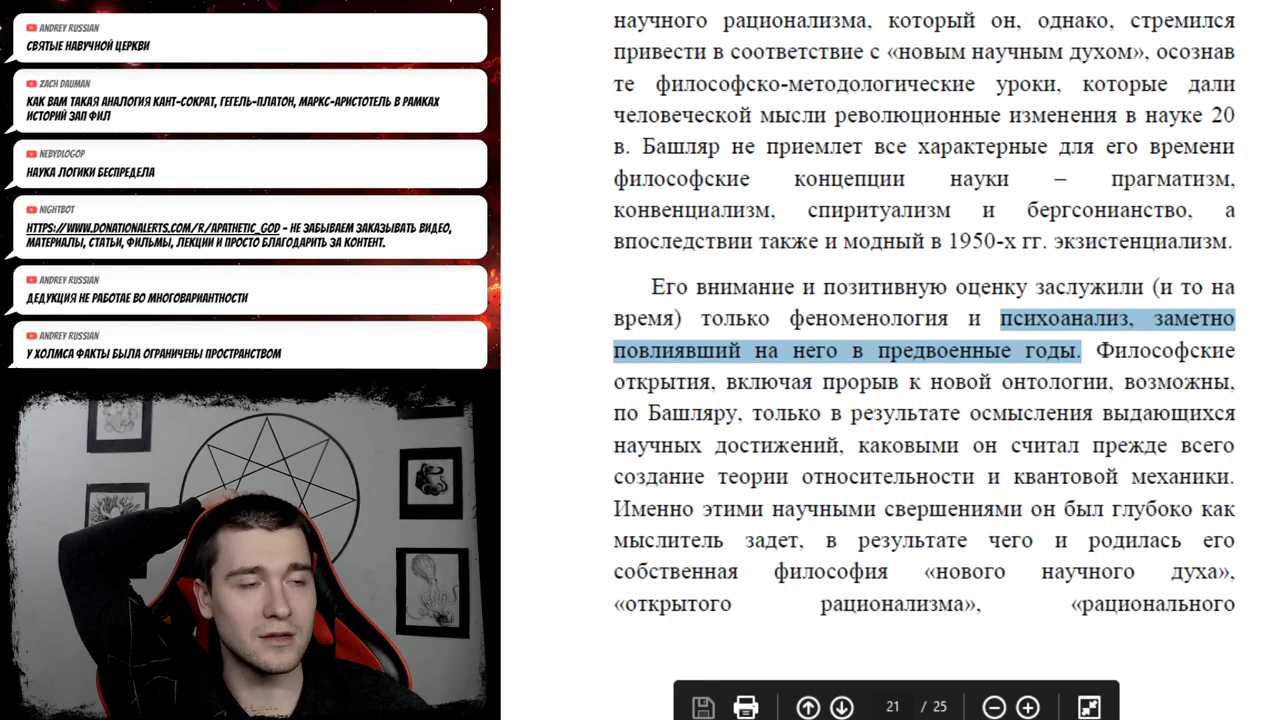 ANDREY RUSSIAN
СВЯТЫЕ НАВУЧНОЙ ЦЕРКВИ
ZACH DAUMAN
КАК ВАМ ТАКАЯ АНАЛОГИЯ КАНТ-СОКРАТ, ГЕГЕЛЬ-ПЛАТОН, МАРКС-АРИСТОТЕЛЬ В РАМКАХ
ИСТОРИЙ ЗАП ФИЛ
NEBYDLOGOP
НАУКА ЛОГИКИ БЕСПРЕДЕЛА
NIGHTBOT
HTTPS://WWW.DONATIONALERTS.COM/R/APATHETIC_GOD - НЕ ЗАБЫВАЕМ ЗАКАЗЫВАТЬ ВИДЕО,
МАТЕРИАЛЫ, СТАТЬИ, ФИЛЬМЫ, ЛЕКЦИИ И ПРОСТО БЛАГОДАРИТЬ ЗА КОНТЕНТ.
ANDREY RUSSIAN
ДЕДУКЦИЯ НЕ РАБОТАЕ ВО МНОГОВАРИАНТНОСТИ
ANDREY RUSSIAN
У ХОЛМСА ФАКТЫ БЫЛА ОГРАНИЧЕНЫ ПРОСТРАНСТВОМ
научного рационализма, который он, однако, стремился
привести в соответствие с «новым научным духом», осознав
те философско-методологические уроки, которые дали
человеческой мысли революционные изменения в науке 20
в. Башляр не приемлет все характерные для его времени
философские концепции науки – прагматизм,
конвенциализм, спиритуализм и бергсонианство, а
впоследствии также и модный в 1950-х гг. экзистенциализм.
Его внимание и позитивную оценку заслужили (и то на
время) только феноменология и психоанализ, заметно
повлиявший на него в предвоенные годы. Философские
открытия, включая прорыв к новой онтологии, возможны,
по Башляру, только в результате осмысления выдающихся
научных достижений, каковыми он считал прежде всего
создание теории относительности и квантовой механики.
Именно этими научными свершениями он был глубоко как
мыслитель задет, в результате чего и родилась его
собственная философия «нового научного духа»,
«открытого рационализма», «рационального
21 / 25